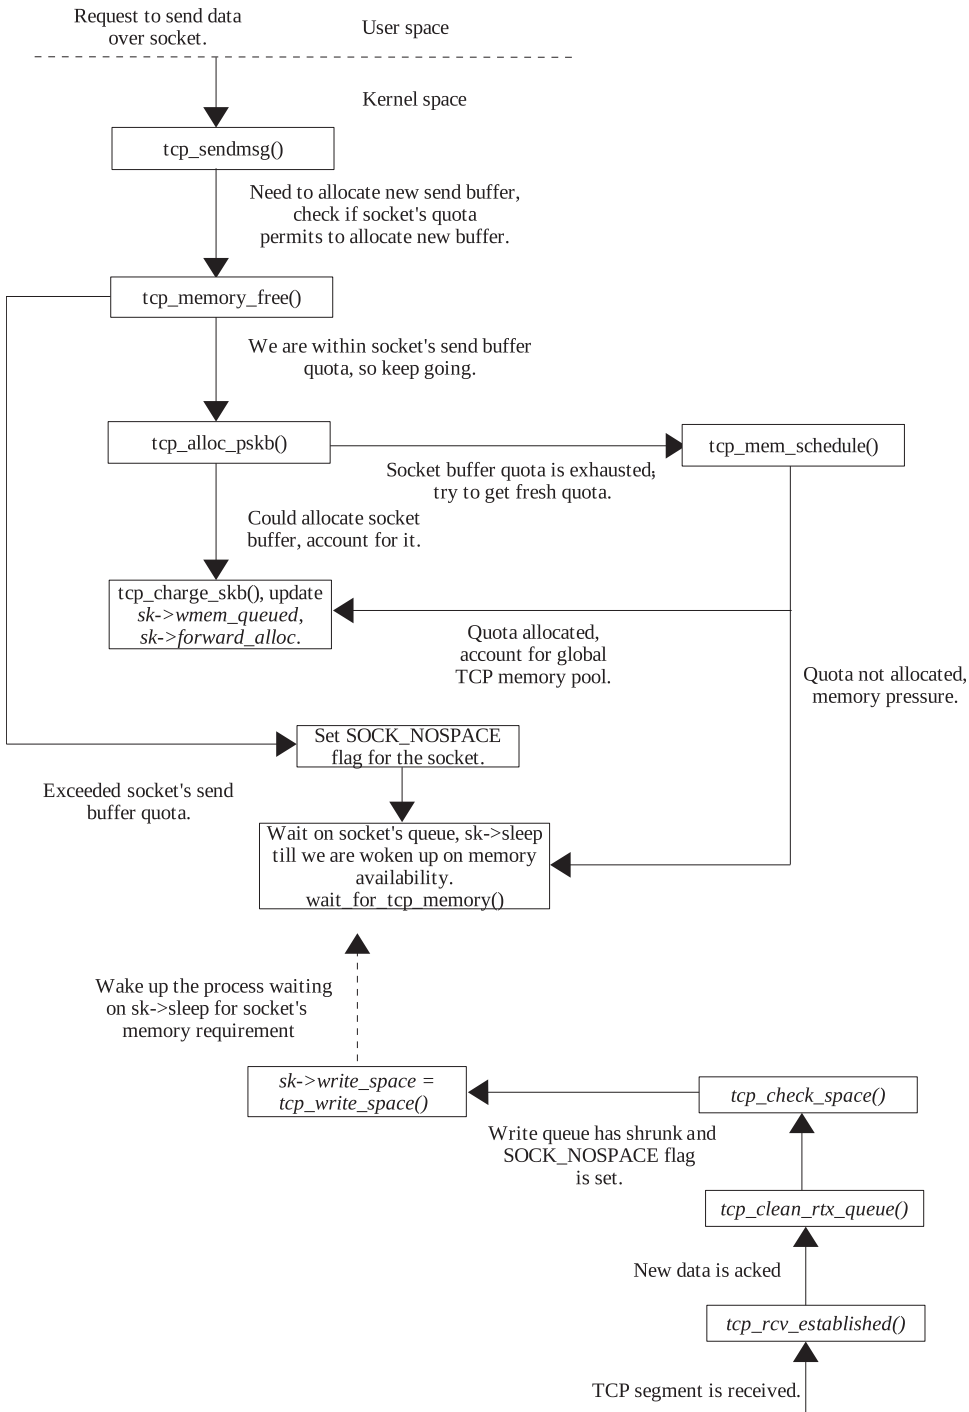 Request to send data
over socket.
User space
Kernel space
tcp_sendmsg()
Need to allocate new send buffer,
check if socket's quota
permits to allocate new buffer.
tcp_memory_free()
We are within socket's send buffer
quota, so keep going.
tcp_alloc_pskb()
tcp_mem_schedule()
Socket buffer quota is exhausted,
try to get fresh quota.
Could allocate socket
buffer, account for it.
tcp_charge_skb(), update
sk->wmem_queued,
sk->forward_alloc.
Quota allocated,
account for global
TCP memory pool.
Quota not allocated,
memory pressure.
Set SOCK_NOSPACE
flag for the socket.
Exceeded socket's send
buffer quota.
Wait on socket's queue, sk->sleep
till we are woken up on memory
availability.
wait_for_tcp_memory()
Wake up the process waiting
on sk->sleep for socket's
memory requirement
sk->write_space =
tcp_write_space()
tcp_check_space()
Write queue has shrunk and
SOCK_NOSPACE flag
is set.
tcp_clean_rtx_queue()
New data is acked
tcp_rcv_established()
TCP segment is received.